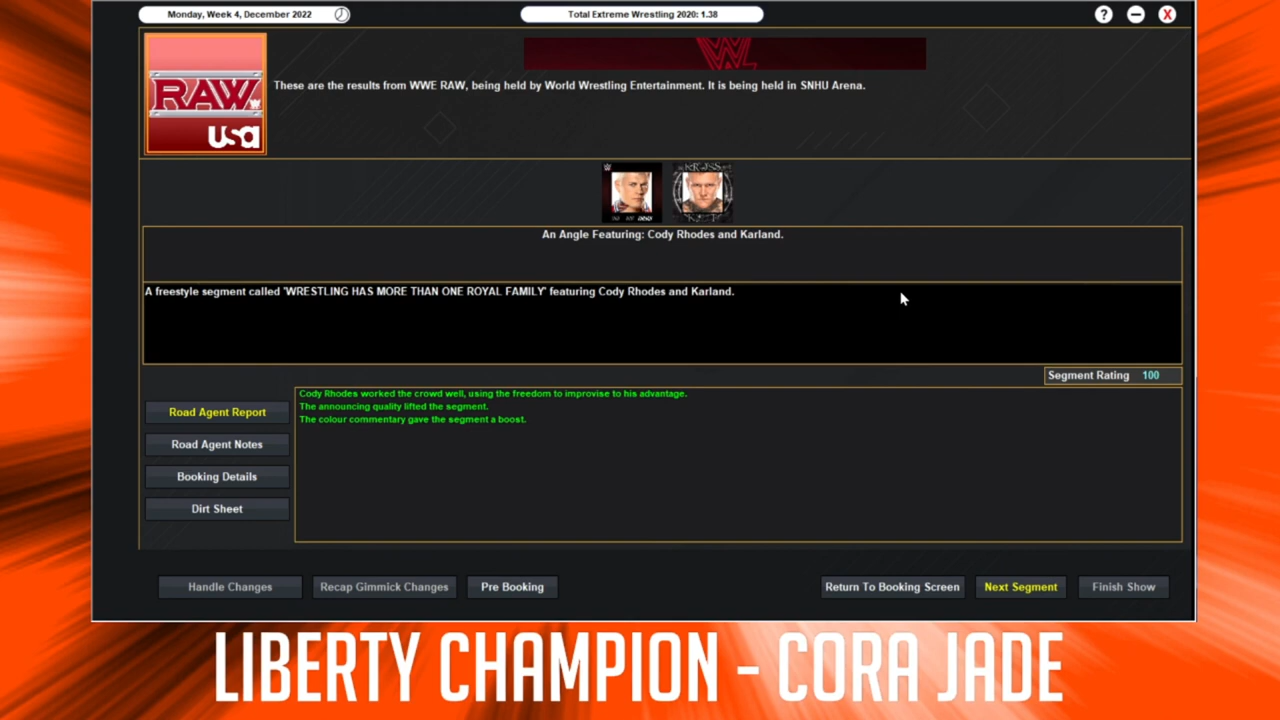 Monday, Week 4, December 2022
Total Extreme Wrestling 2020: 1.38
?
X
RAW
usa
These are the results from WWE RAW, being held by World Wrestling Entertainment. It is being held in SNHU Arena.
An Angle Featuring: Cody Rhodes and Karland.
A freestyle segment called 'WRESTLING HAS MORE THAN ONE ROYAL FAMILY' featuring Cody Rhodes and Karland.
Segment Rating 100
Road Agent Report
Road Agent Notes
Booking Details
Dirt Sheet
Cody Rhodes worked the crowd well, using the freedom to improvise to his advantage.
The announcing quality lifted the segment.
The colour commentary gave the segment a boost.
Handle Changes
Recap Gimmick Changes
Pre Booking
Return To Booking Screen
Next Segment
Finish Show
LIBERTY CHAMPION - CORA JADE